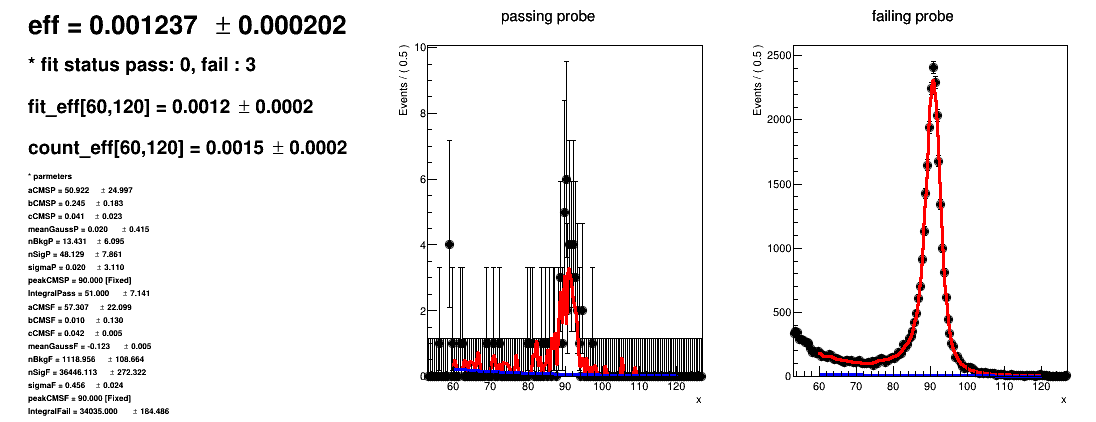 eff = 0.001237 ± 0.000202
* fit status pass: 0, fail : 3
fit_eff[60,120] = 0.0012 ± 0.0002
count_eff[60,120] = 0.0015 ± 0.0002
* parmeters
aCMSP = 50.922 ± 24.997
bCMSP = 0.245 ± 0.183
cCMSP = 0.041 ± 0.023
meanGaussP = 0.020 ± 0.415
nBkgP = 13.431 ± 6.095
nSigP = 48.129 ± 7.861
sigmaP = 0.020 ± 3.110
peakCMSP = 90.000 [Fixed]
IntegralPass = 51.000 ± 7.141
aCMSF = 57.307 ± 22.099
bCMSF = 0.010 ± 0.130
cCMSF = 0.042 ± 0.005
meanGaussF = -0.123 ± 0.005
nBkgF = 1118.956 ± 108.664
nSigF = 36446.113 ± 272.322
sigmaF = 0.456 ± 0.024
peakCMSF = 90.000 [Fixed]
IntegralFail = 34035.000 ± 184.486
passing probe
Events / ( 0.5 )
10
8
6
4
2
0
60 70 80 90 100 110 120
x
failing probe
Events / ( 0.5 )
2500
2000
1500
1000
500
0
60 70 80 90 100 110 120
x